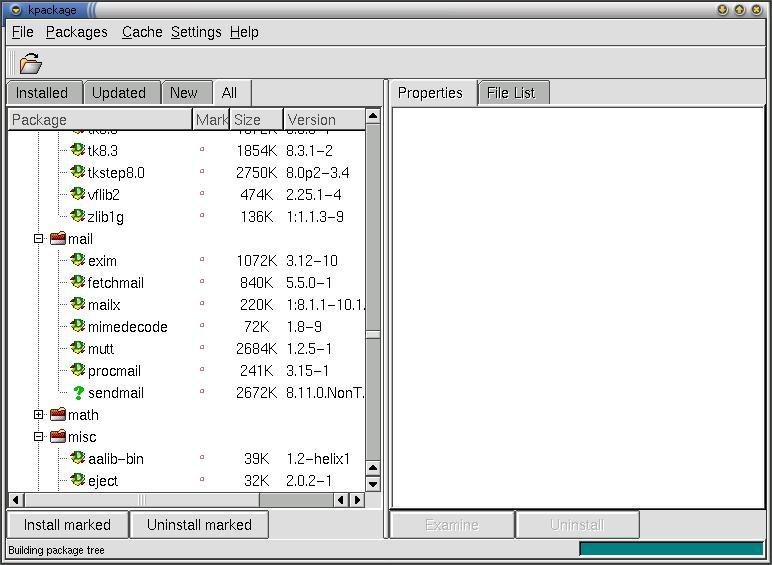 kpackage
File Packages Cache Settings Help
Installed Updated New All
Package Mark Size Version
tk8.3 1854K 8.3.1-2
tkstep8.0 2750K 8.0p2-3.4
vflib2 474K 2.25.1-4
zlib1g 136K 1:1.1.3-9
mail
exim 1072K 3.12-10
fetchmail 840K 5.5.0-1
mailx 220K 1:8.1.1-10.1.
mimedecode 72K 1.8-9
mutt 2684K 1.2.5-1
procmail 241K 3.15-1
? sendmail 2672K 8.11.0.NonT.
math
misc
aalib-bin 39K 1.2-helix1
eject 32K 2.0.2-1
Install marked Uninstall marked
Properties File List
Examine Uninstall
Building package tree